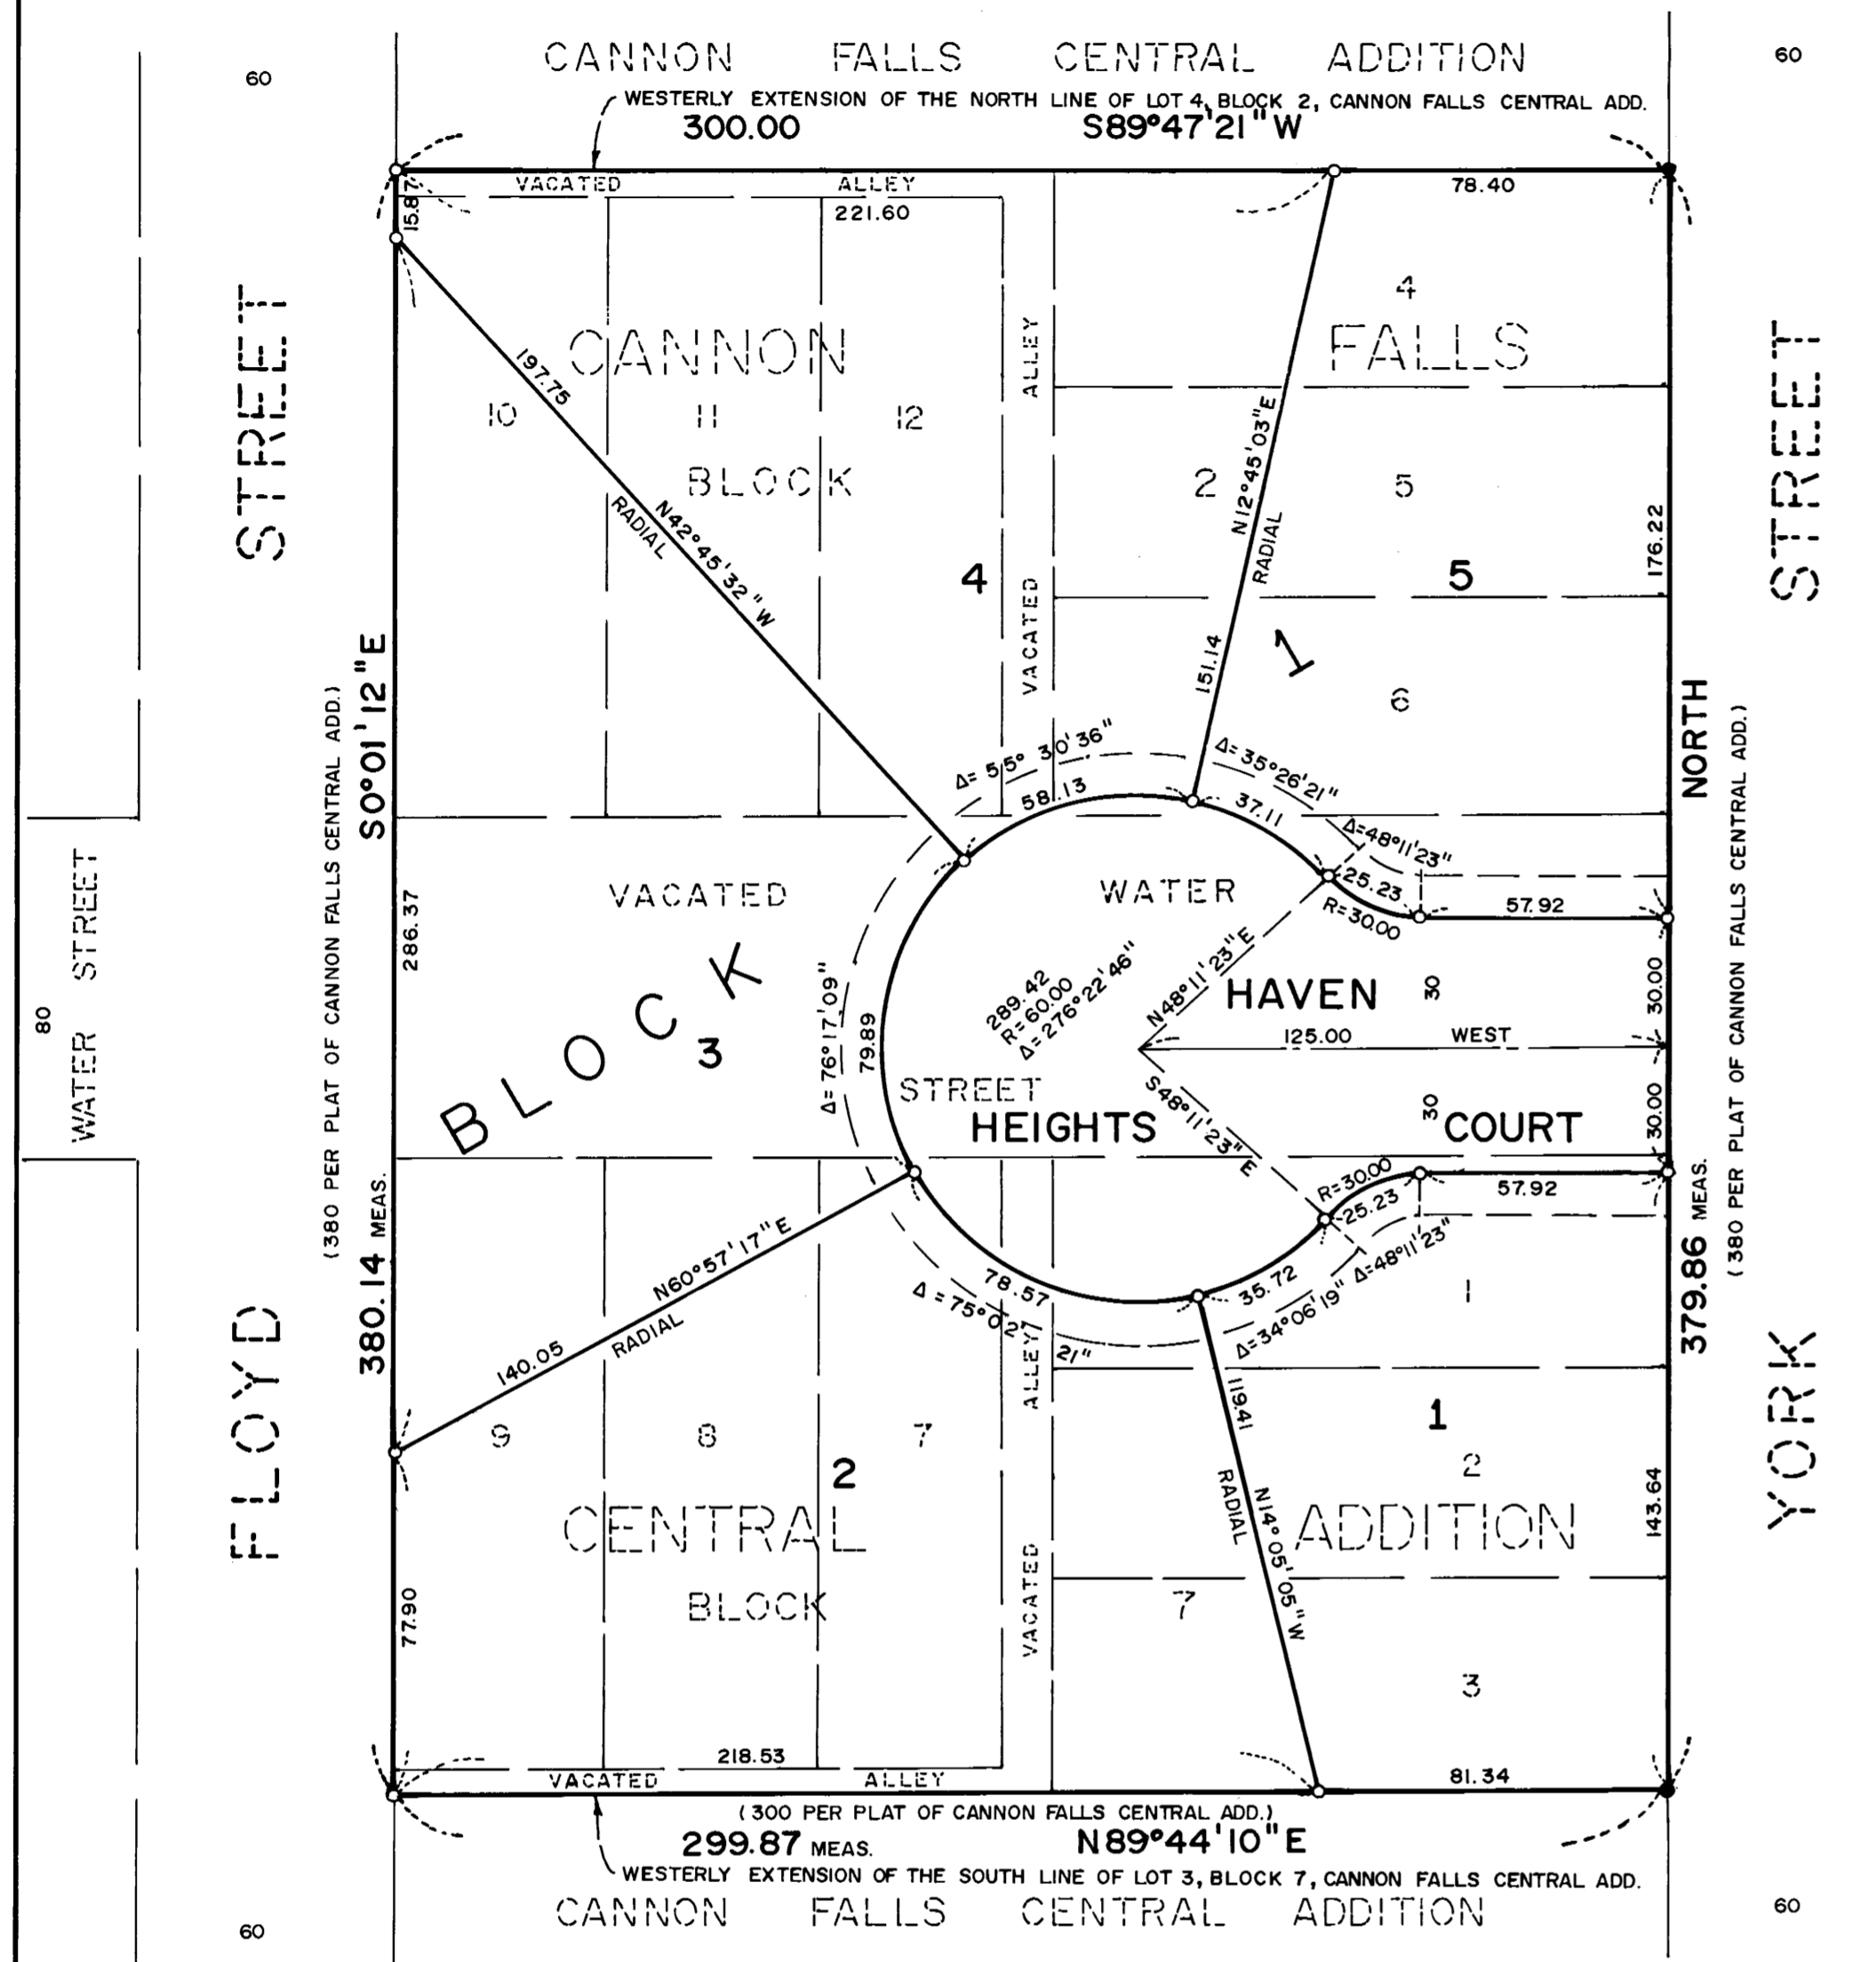 CANNON FALLS CENTRAL ADDITION
60
60
WESTERLY EXTENSION OF THE NORTH LINE OF LOT 4, BLOCK 2, CANNON FALLS CENTRAL ADD.
300.00 S89°47'21"W
VACATED ALLEY
78.40
15.87
221.60
STREET
STREET
4
CANNON
FALLS
ALLEY
197.75
10
11
12
BLOCK
2
5
N12°45'03"E
RADIAL
N42°45'32"W
RADIAL
176.22
4
5
VACATED
1
151.14
6
S0°01'12"E
(380 PER PLAT OF CANNON FALLS CENTRAL ADD.)
NORTH
(380 PER PLAT OF CANNON FALLS CENTRAL ADD.)
Δ=55°30'36"
58.13
Δ=35°26'21"
37.11
Δ=48°11'23"
25.23
R=30.00
57.92
VACATED
WATER
286.37
WATER STREET
80
BLOCK
3
Δ=76°17'09"
79.89
289.42
R=60.00
Δ=276°22'46"
N48°11'23"E
HAVEN
30
30.00
125.00 WEST
STREET
S48°11'23"E
HEIGHTS
30
COURT
30.00
R=30.00
25.23
57.92
Δ=48°11'23"
380.14 MEAS.
379.86 MEAS.
N60°57'17"E
140.05
RADIAL
78.57
Δ=75°02'21"
35.72
Δ=34°06'19"
1
ALLEY
119.41
RADIAL
N14°05'05"W
FLOYD
YORK
9
8
7
2
1
2
CENTRAL
ADDITION
143.64
BLOCK
7
VACATED
77.90
3
218.53
VACATED ALLEY
81.34
(300 PER PLAT OF CANNON FALLS CENTRAL ADD.)
299.87 MEAS. N89°44'10"E
WESTERLY EXTENSION OF THE SOUTH LINE OF LOT 3, BLOCK 7, CANNON FALLS CENTRAL ADD.
CANNON FALLS CENTRAL ADDITION
60
60